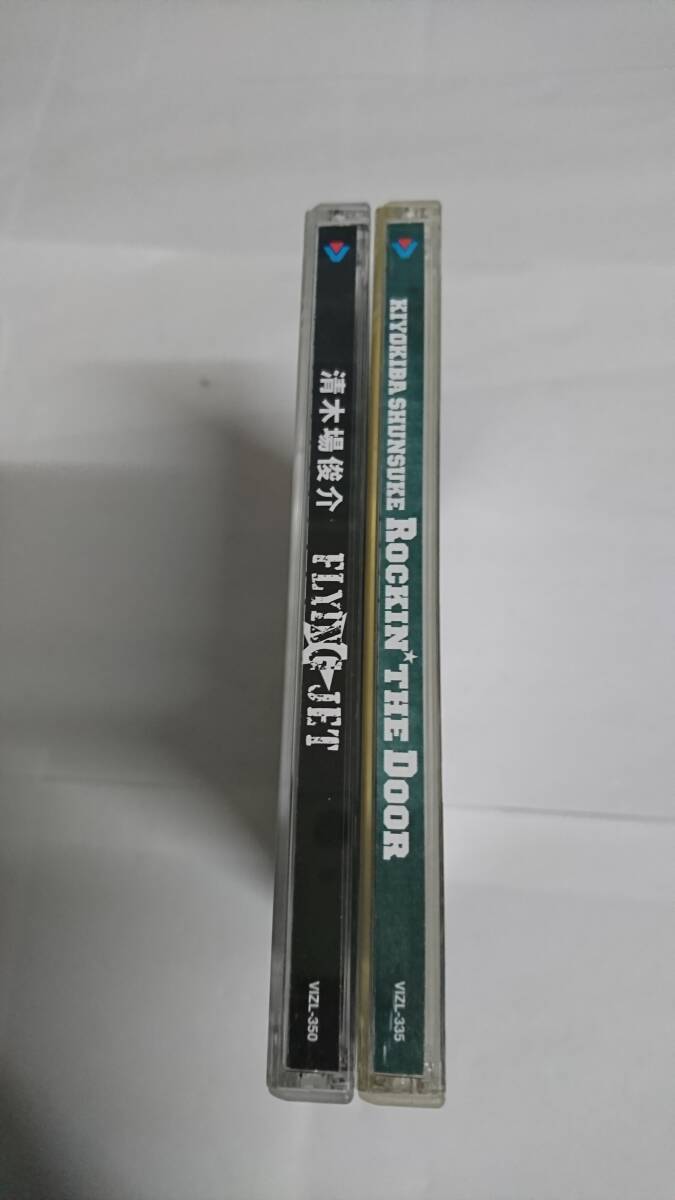 清木場俊介 FLYING JET VIZL-350
KIYOKIBA SHUNSUKE ROCKIN★THE DOOR VIZL-335